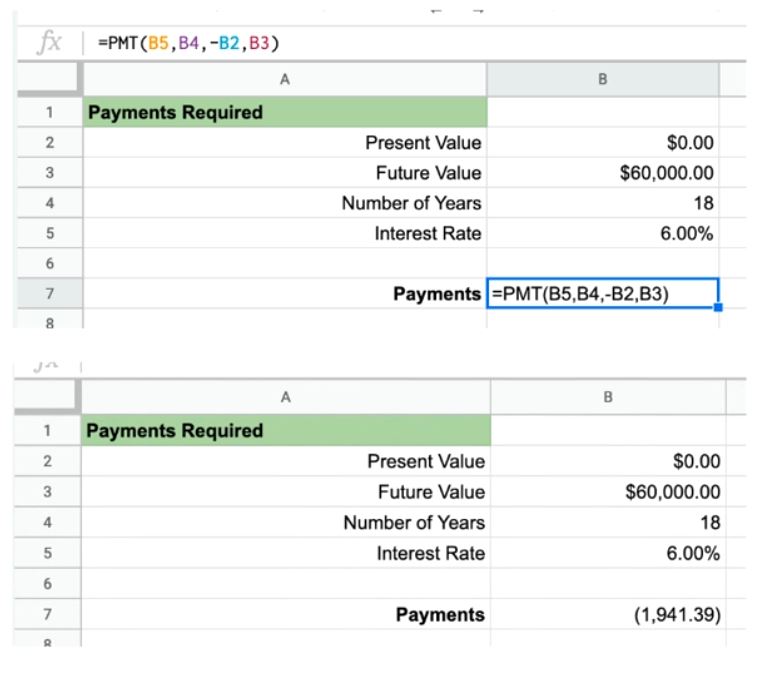 fx =PMT(B5,B4,-B2,B3)
A B
1 Payments Required
2 Present Value $0.00
3 Future Value $60,000.00
4 Number of Years 18
5 Interest Rate 6.00%
6
7 Payments =PMT(B5,B4,-B2,B3)
8
A B
1 Payments Required
2 Present Value $0.00
3 Future Value $60,000.00
4 Number of Years 18
5 Interest Rate 6.00%
6
7 Payments (1,941.39)